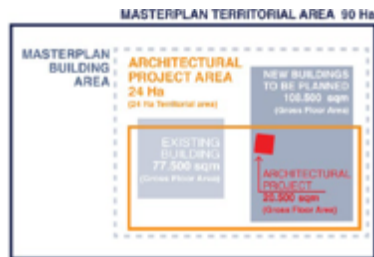 MASTERPLAN TERRITORIAL AREA 90 Ha
MASTERPLAN
BUILDING
AREA
ARCHITECTURAL
PROJECT AREA
24 Ha
(24 Ha Territorial area)
NEW BUILDINGS
TO BE PLANNED
sqm
(Gross Floor Area)
EXISTING
BUILDING
77.500 sqm
(Gross Floor Area)
ARCHITECTURAL
PROJECT
sqm
(Gross Floor Area)